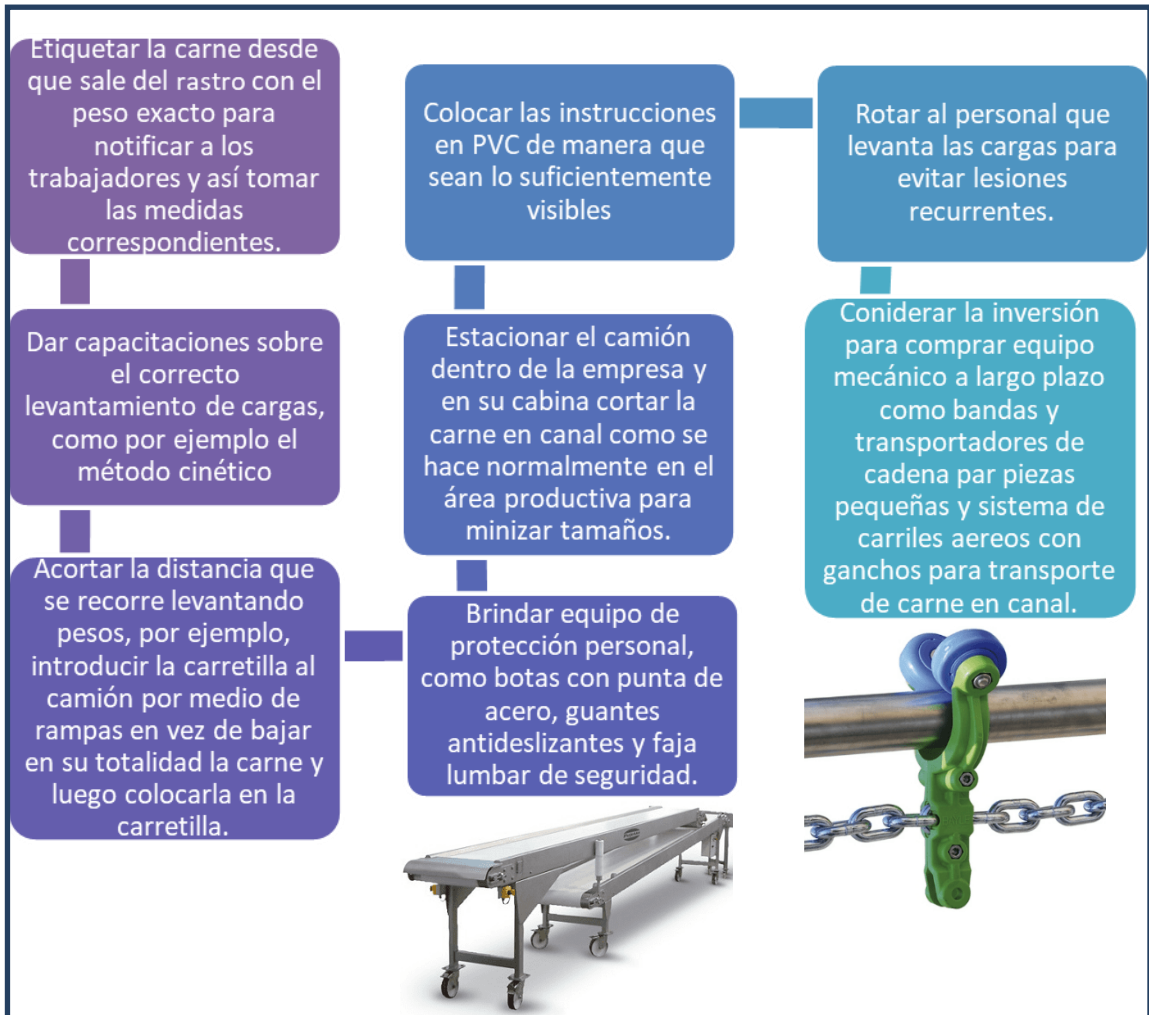 Etiquetar la carne desde
que sale del rastro con el
peso exacto para
notificar a los
trabajadores y así tomar
las medidas
correspondientes.
Dar capacitaciones sobre
el correcto
levantamiento de cargas,
como por ejemplo el
método cinético
Acortar la distancia que
se recorre levantando
pesos, por ejemplo,
introducir la carretilla al
camión por medio de
rampas en vez de bajar
en su totalidad la carne y
luego colocarla en la
carretilla.
Brindar equipo de
protección personal,
como botas con punta de
acero, guantes
antideslizantes y faja
lumbar de seguridad.
Estacionar el camión
dentro de la empresa y
en su cabina cortar la
carne en canal como se
hace normalmente en el
área productiva para
minizar tamaños.
Colocar las instrucciones
en PVC de manera que
sean lo suficientemente
visibles
Rotar al personal que
levanta las cargas para
evitar lesiones
recurrentes.
Coniderar la inversión
para comprar equipo
mecánico a largo plazo
como bandas y
transportadores de
cadena par piezas
pequeñas y sistema de
carriles aereos con
ganchos para transporte
de carne en canal.